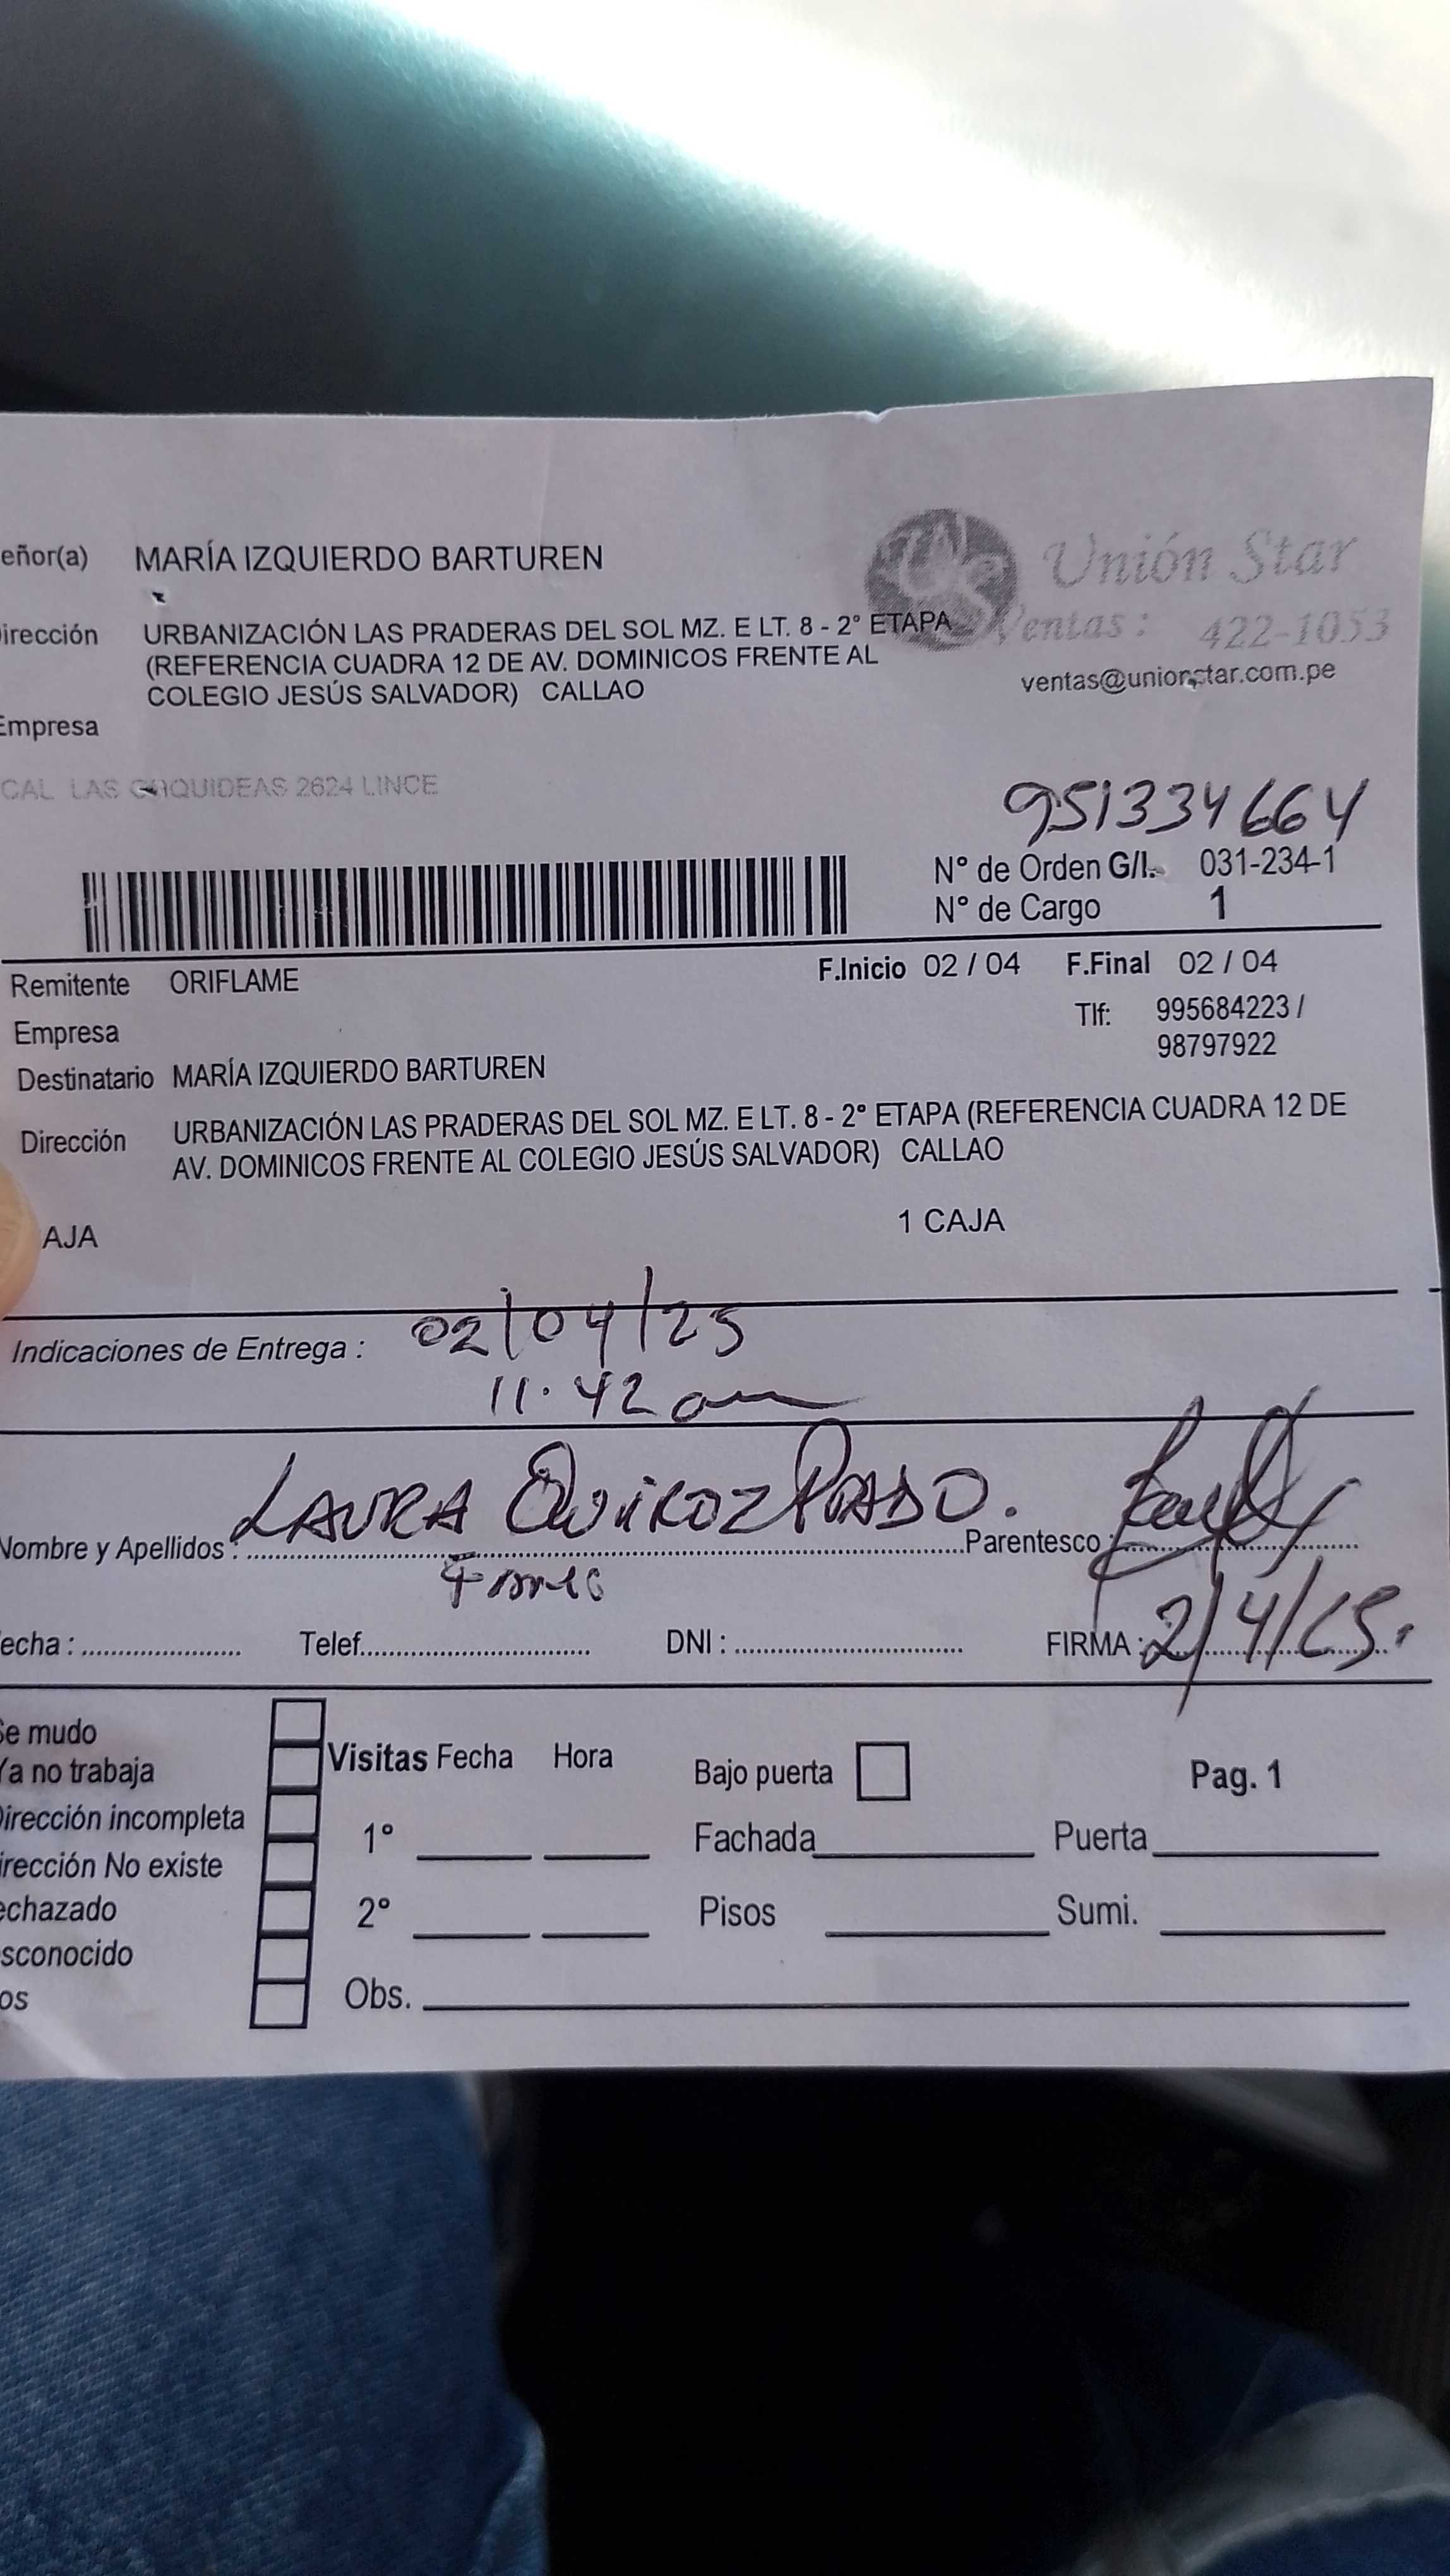 eñor(a) MARÍA IZQUIERDO BARTUREN
irección URBANIZACIÓN LAS PRADERAS DEL SOL MZ. E LT. 8 - 2° ETAPA
(REFERENCIA CUADRA 12 DE AV. DOMINICOS FRENTE AL
COLEGIO JESÚS SALVADOR) CALLAO
Empresa
Unión Star
Ventas: 422-1053
ventas@unionstar.com.pe
CAL LAS ORQUIDEAS 2624 LINCE
951334664
N° de Orden G/I. 031-234-1
N° de Cargo 1
Remitente ORIFLAME
F.Inicio 02 / 04 F.Final 02 / 04
Empresa
Tlf: 995684223 /
98797922
Destinatario MARÍA IZQUIERDO BARTUREN
Dirección URBANIZACIÓN LAS PRADERAS DEL SOL MZ. E LT. 8 - 2° ETAPA (REFERENCIA CUADRA 12 DE
AV. DOMINICOS FRENTE AL COLEGIO JESÚS SALVADOR) CALLAO
AJA 1 CAJA
Indicaciones de Entrega : 02/04/25
11.42 am
Nombre y Apellidos : LAURA QUIROZ PRADO. Parentesco :
echa : Telef. DNI : FIRMA : 2/4/25.
Se mudo
Ya no trabaja
Dirección incompleta
irección No existe
echazado
sconocido
os
Visitas Fecha Hora
1°
2°
Obs.
Bajo puerta
Pag. 1
Fachada Puerta
Pisos Sumi.